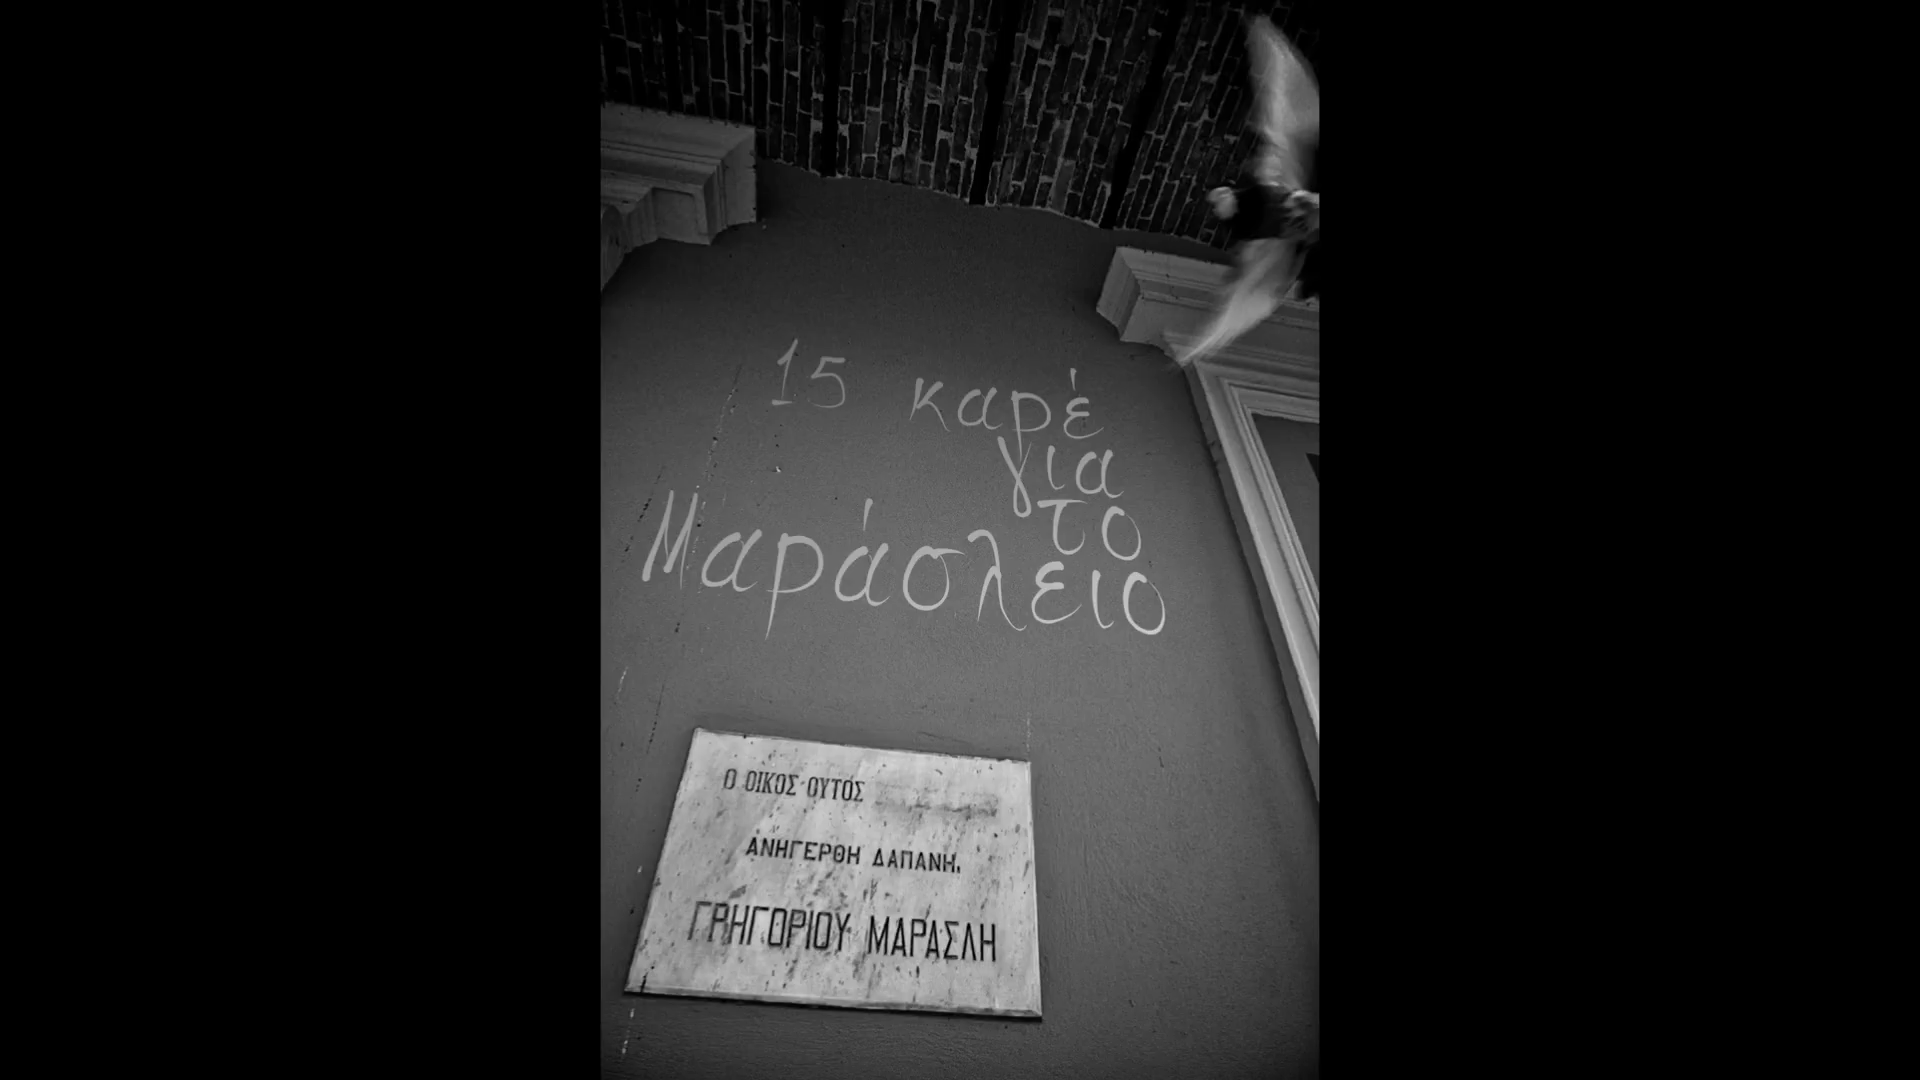 15 καρέ
για
το
Μαράσλειο
Ο ΟΙΚΟΣ ΟΥΤΟΣ
ΑΝΗΓΕΡΘΗ ΔΑΠΑΝΗ,
ΓΡΗΓΟΡΙΟΥ ΜΑΡΑΣΛΗ